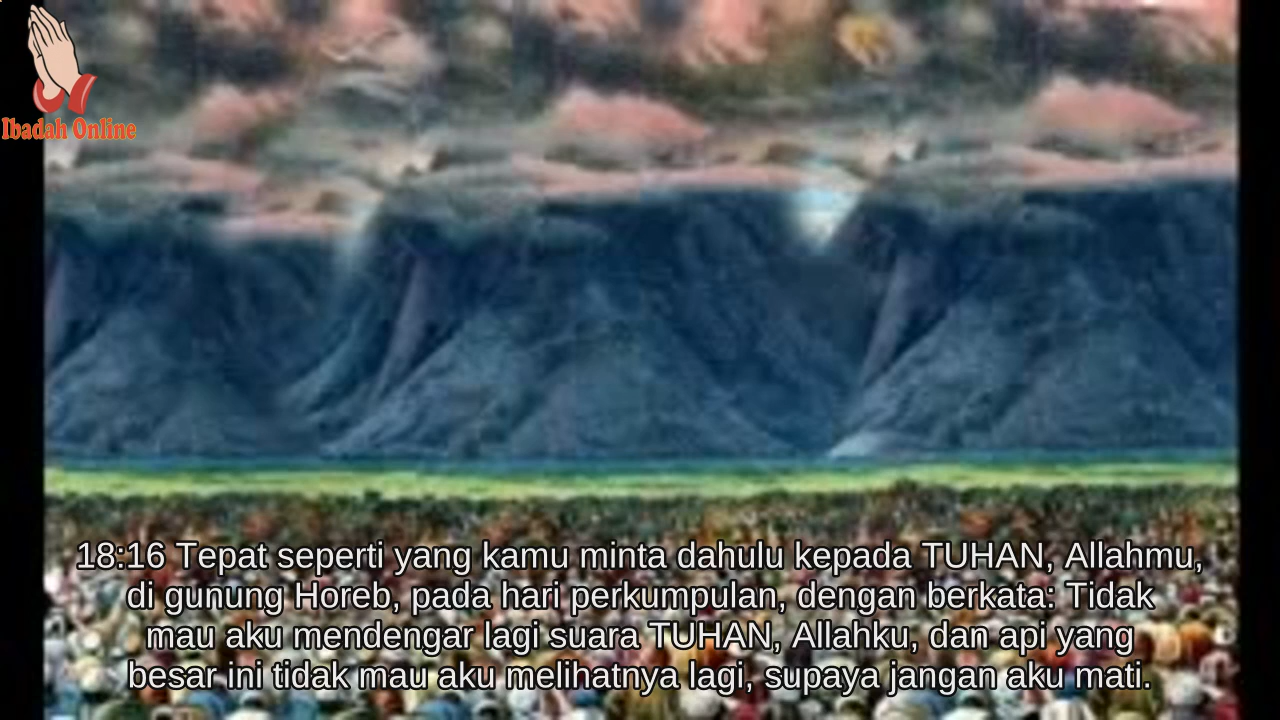 Ibadah Online
18:16 Tepat seperti yang kamu minta dahulu kepada TUHAN, Allahmu,
di gunung Horeb, pada hari perkumpulan, dengan berkata: Tidak
mau aku mendengar lagi suara TUHAN, Allahku, dan api yang
besar ini tidak mau aku melihatnya lagi, supaya jangan aku mati.